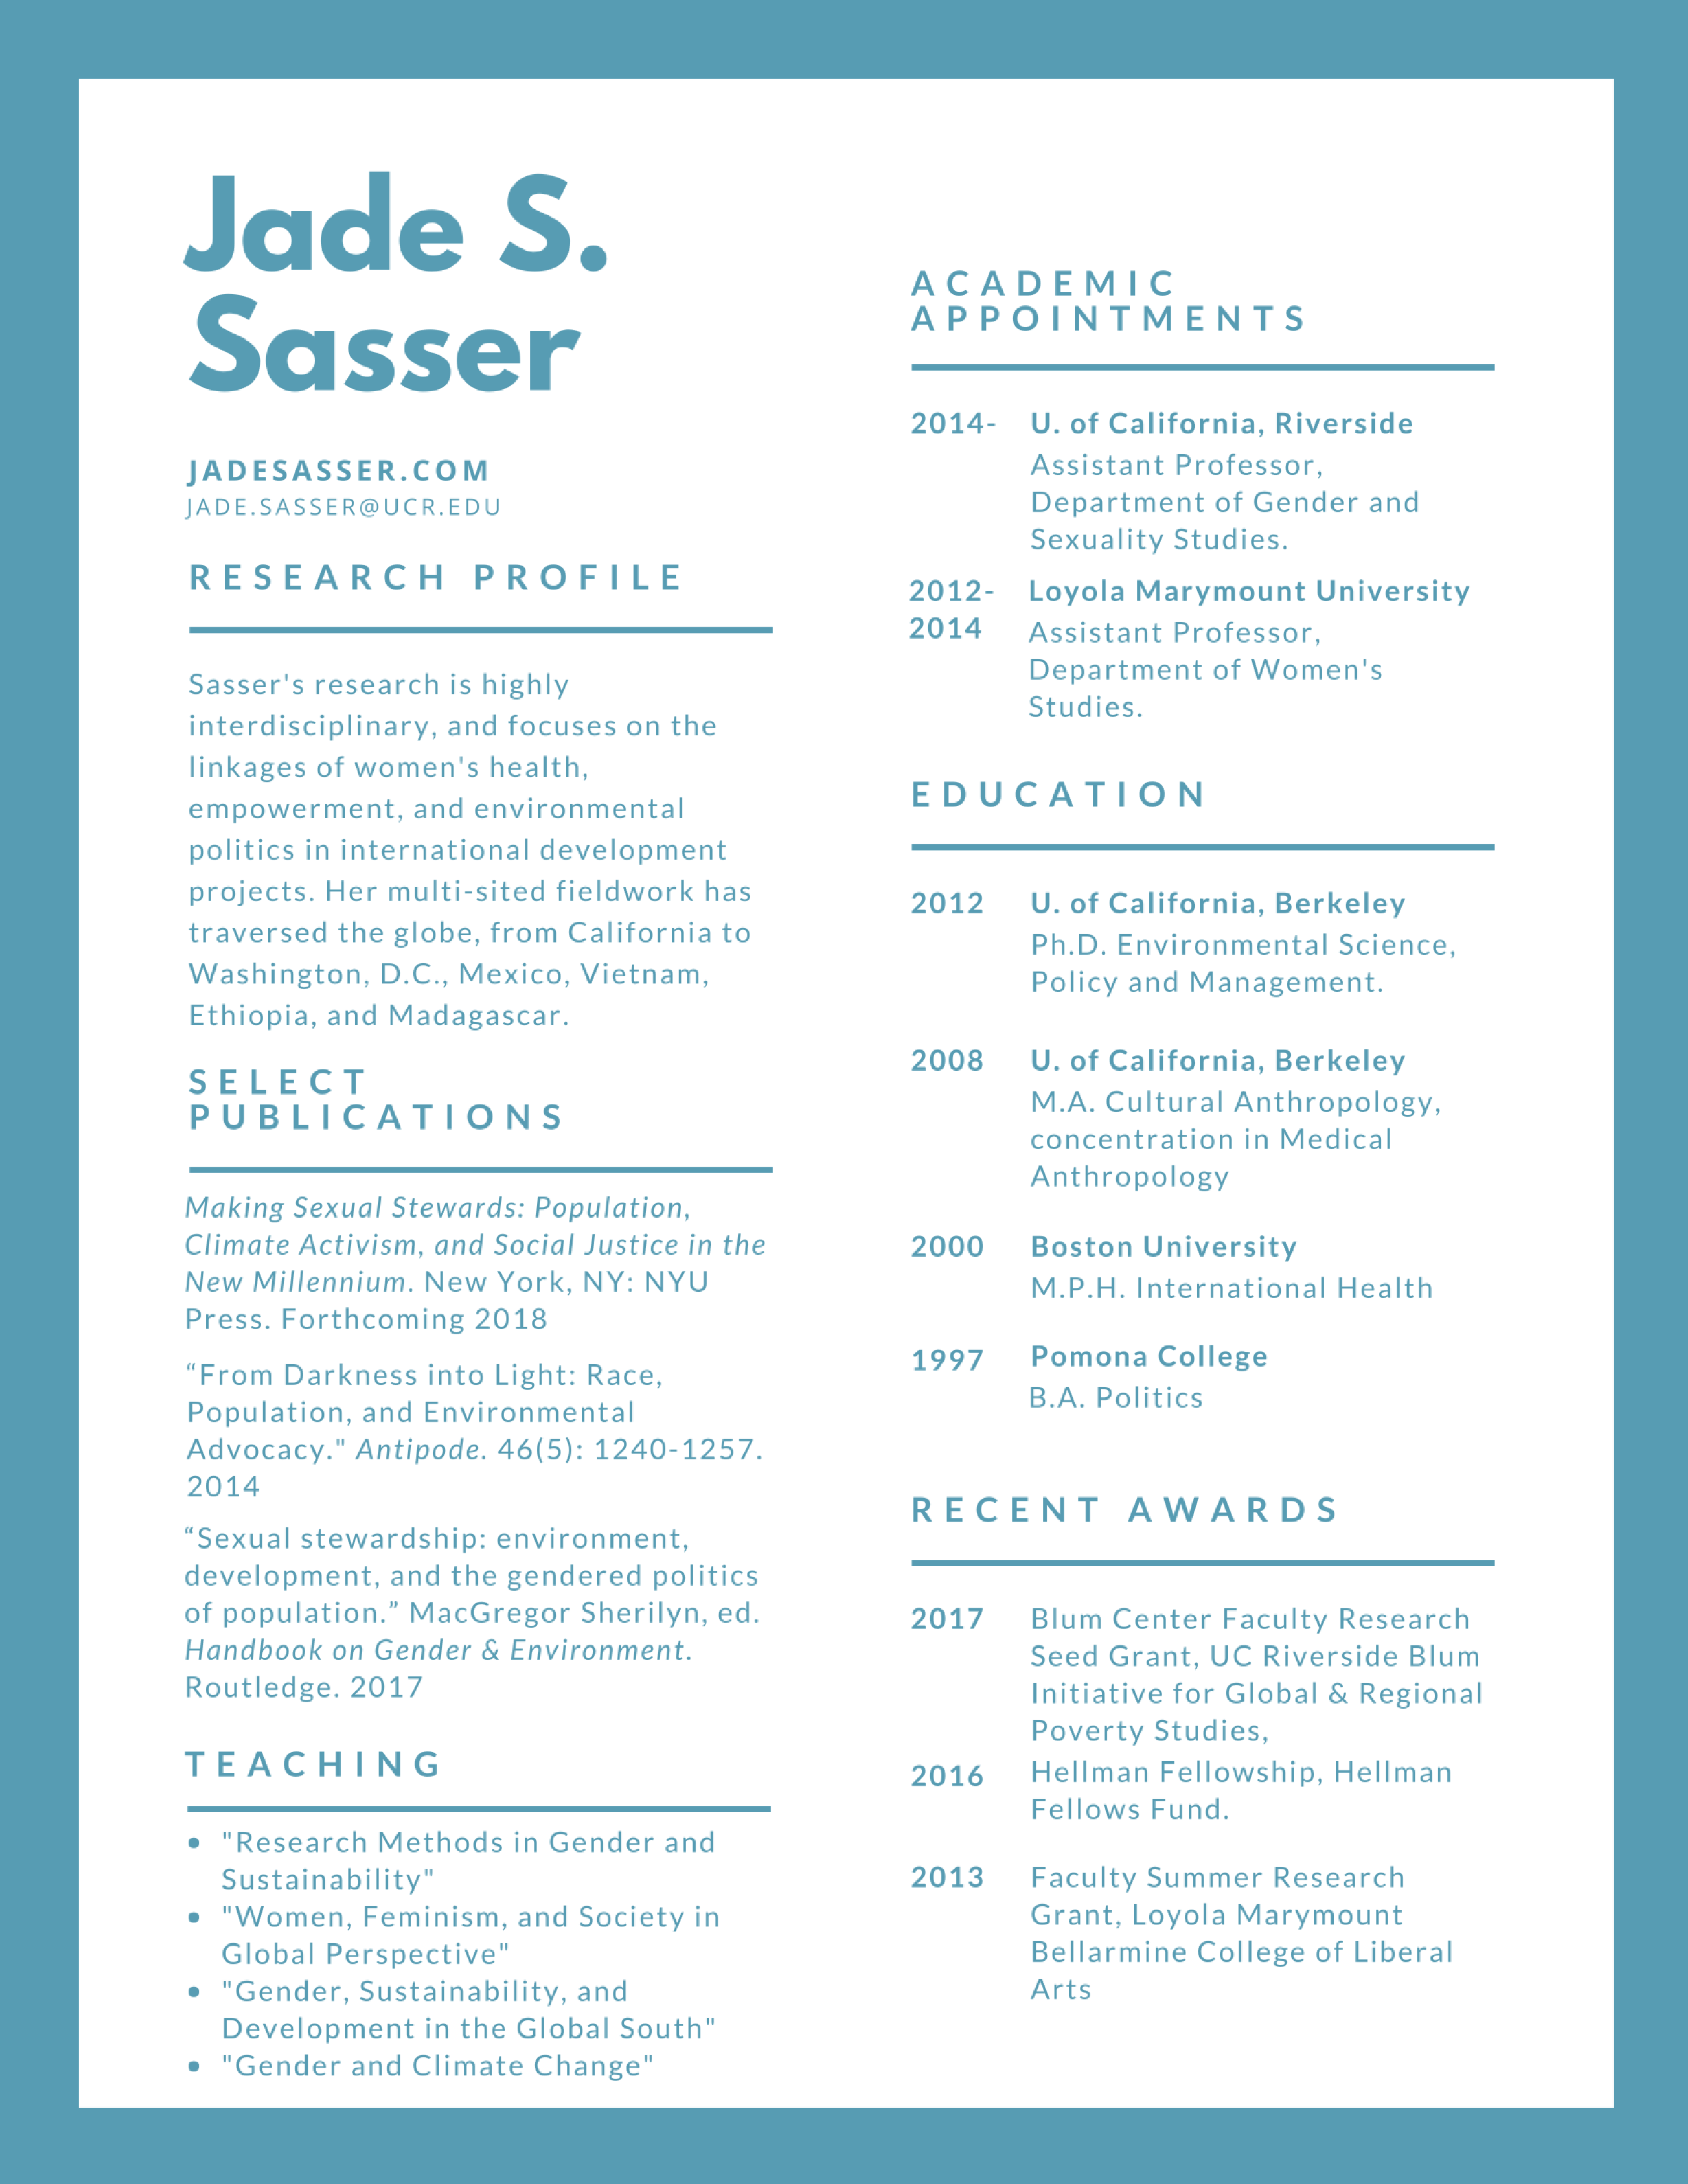 Jade S.
Sasser
JADESASSER.COM
JADE.SASSER@UCR.EDU
RESEARCH PROFILE
Sasser's research is highly
interdisciplinary, and focuses on the
linkages of women's health,
empowerment, and environmental
politics in international development
projects. Her multi-sited fieldwork has
traversed the globe, from California to
Washington, D.C., Mexico, Vietnam,
Ethiopia, and Madagascar.
SELECT
PUBLICATIONS
Making Sexual Stewards: Population,
Climate Activism, and Social Justice in the
New Millennium. New York, NY: NYU
Press. Forthcoming 2018
“From Darkness into Light: Race,
Population, and Environmental
Advocacy." Antipode. 46(5): 1240-1257.
2014
“Sexual stewardship: environment,
development, and the gendered politics
of population.” MacGregor Sherilyn, ed.
Handbook on Gender & Environment.
Routledge. 2017
TEACHING
• "Research Methods in Gender and
Sustainability"
• "Women, Feminism, and Society in
Global Perspective"
• "Gender, Sustainability, and
Development in the Global South"
• "Gender and Climate Change"
ACADEMIC
APPOINTMENTS
2014- U. of California, Riverside
Assistant Professor,
Department of Gender and
Sexuality Studies.
2012- Loyola Marymount University
2014 Assistant Professor,
Department of Women's
Studies.
EDUCATION
2012 U. of California, Berkeley
Ph.D. Environmental Science,
Policy and Management.
2008 U. of California, Berkeley
M.A. Cultural Anthropology,
concentration in Medical
Anthropology
2000 Boston University
M.P.H. International Health
1997 Pomona College
B.A. Politics
RECENT AWARDS
2017 Blum Center Faculty Research
Seed Grant, UC Riverside Blum
Initiative for Global & Regional
Poverty Studies,
2016 Hellman Fellowship, Hellman
Fellows Fund.
2013 Faculty Summer Research
Grant, Loyola Marymount
Bellarmine College of Liberal
Arts